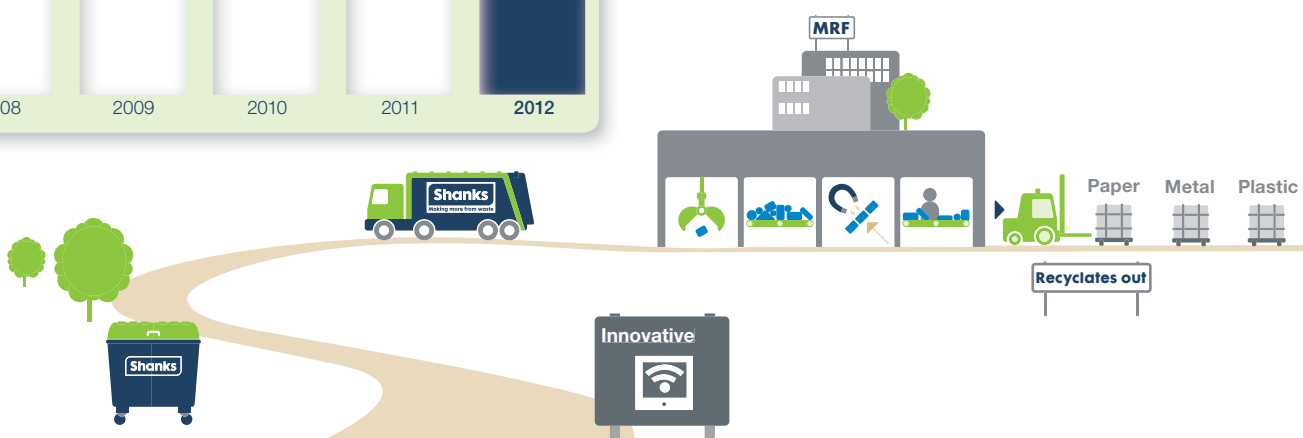 MRF
08 2009 2010 2011 2012
Shanks
Making more from waste
Paper Metal Plastic
Recyclates out
Innovative
Shanks